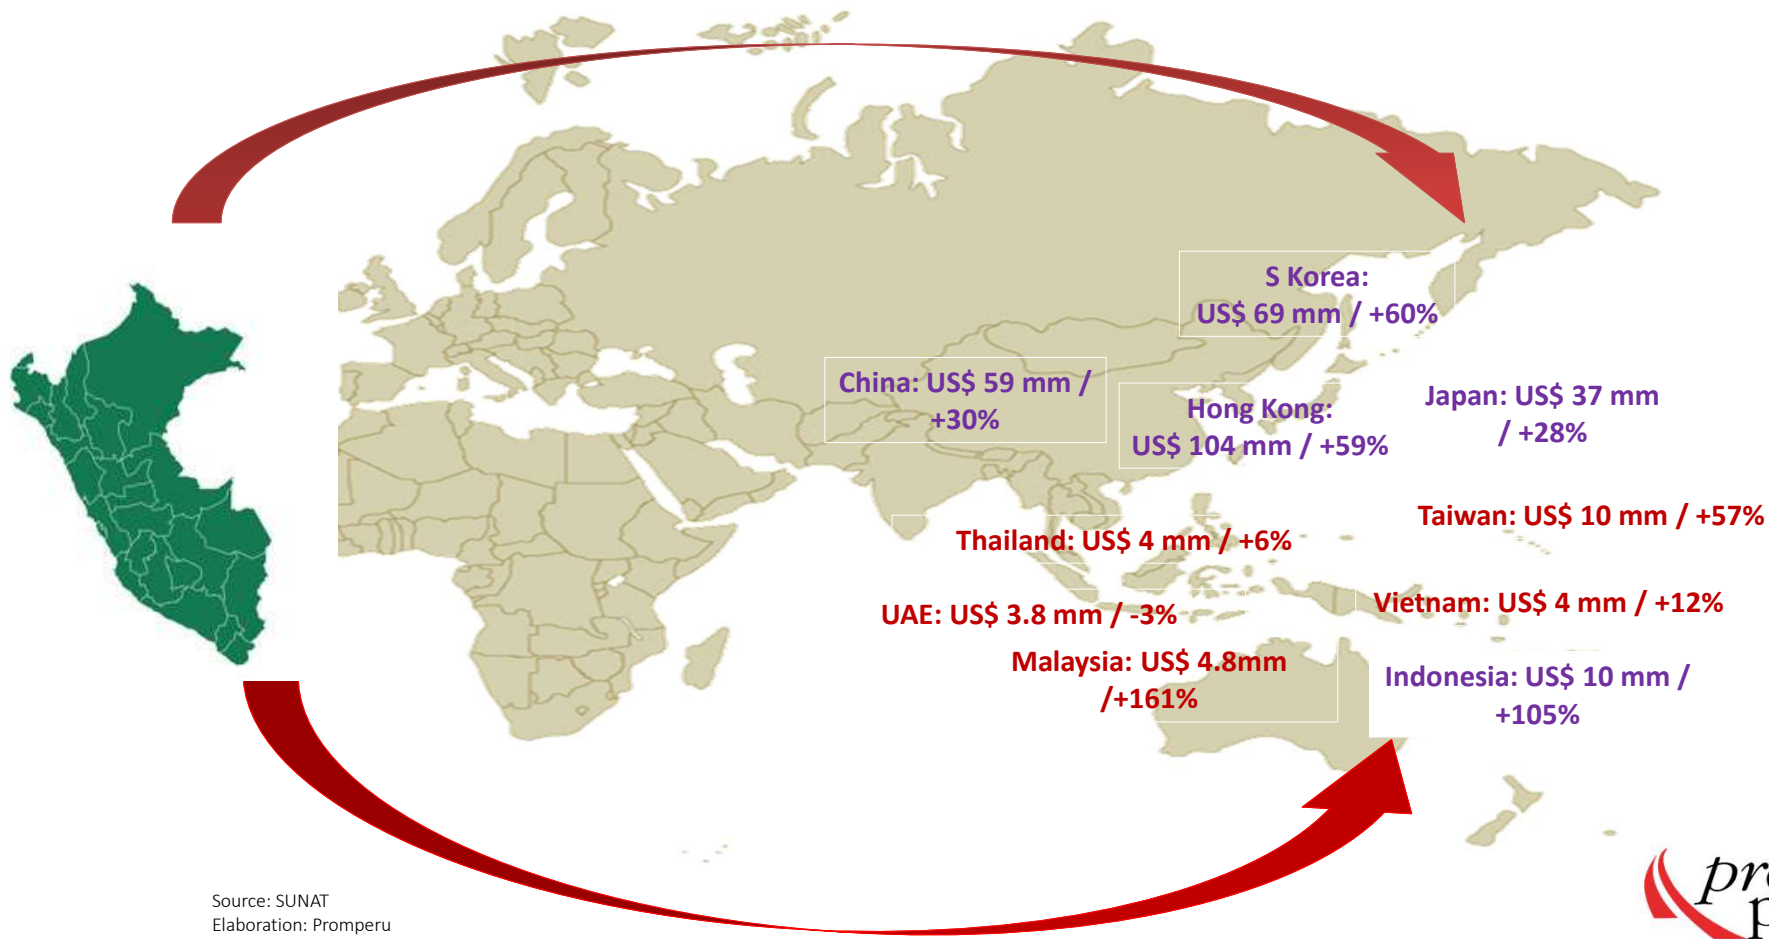 S Korea:
US$ 69 mm / +60%
China: US$ 59 mm /
+30%
Hong Kong:
US$ 104 mm / +59%
Japan: US$ 37 mm
/ +28%
Taiwan: US$ 10 mm / +57%
Thailand: US$ 4 mm / +6%
UAE: US$ 3.8 mm / -3%
Vietnam: US$ 4 mm / +12%
Malaysia: US$ 4.8mm
/+161%
Indonesia: US$ 10 mm /
+105%
Source: SUNAT
Elaboration: Promperu